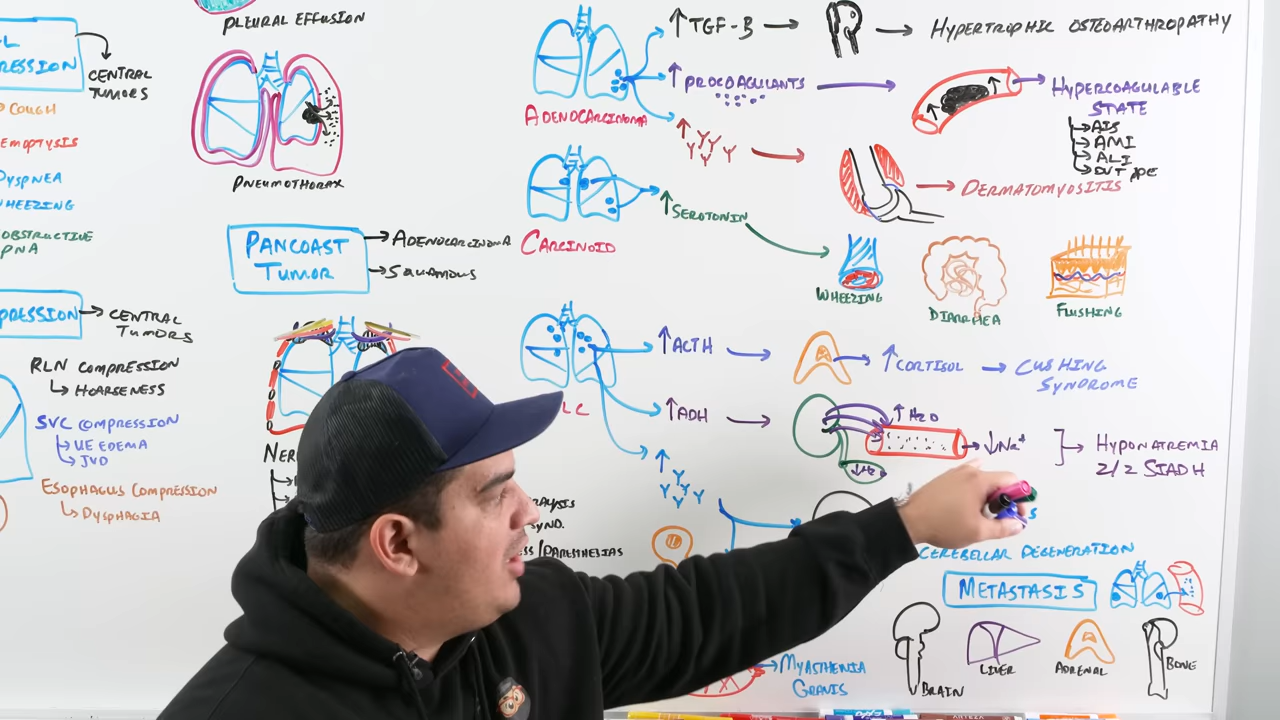 PLEURAL EFFUSION
PNEUMOTHORAX
CENTRAL
TUMORS
COUGH
DYSPNEA
OBSTRUCTIVE
PNA
CENTRAL
TUMORS
RLN COMPRESSION
HOARSENESS
SVC COMPRESSION
UE EDEMA
JVD
ESOPHAGUS COMPRESSION
DYSPHAGIA
PANCOAST
TUMOR
ADENOCARCINOMA
SQUAMOUS
ADENOCARCINOMA
↑TGF-B
HYPERTROPHIC OSTEOARTHROPATHY
↑PROCOAGULANTS
HYPERCOAGULABLE
STATE
AIS
AMI
ALI
DVT/PE
DERMATOMYOSITIS
CARCINOID
↑SEROTONIN
WHEEZING
DIARRHEA
FLUSHING
↑ACTH
↑CORTISOL
CUSHING
SYNDROME
↑ADH
↑H2O
↓Na+
HYPONATREMIA
2/2 SIADH
/PARESTHESIAS
CEREBELLAR DEGENERATION
METASTASIS
MYASTHENIA
GRAVIS
BRAIN
LIVER
ADRENAL
BONE